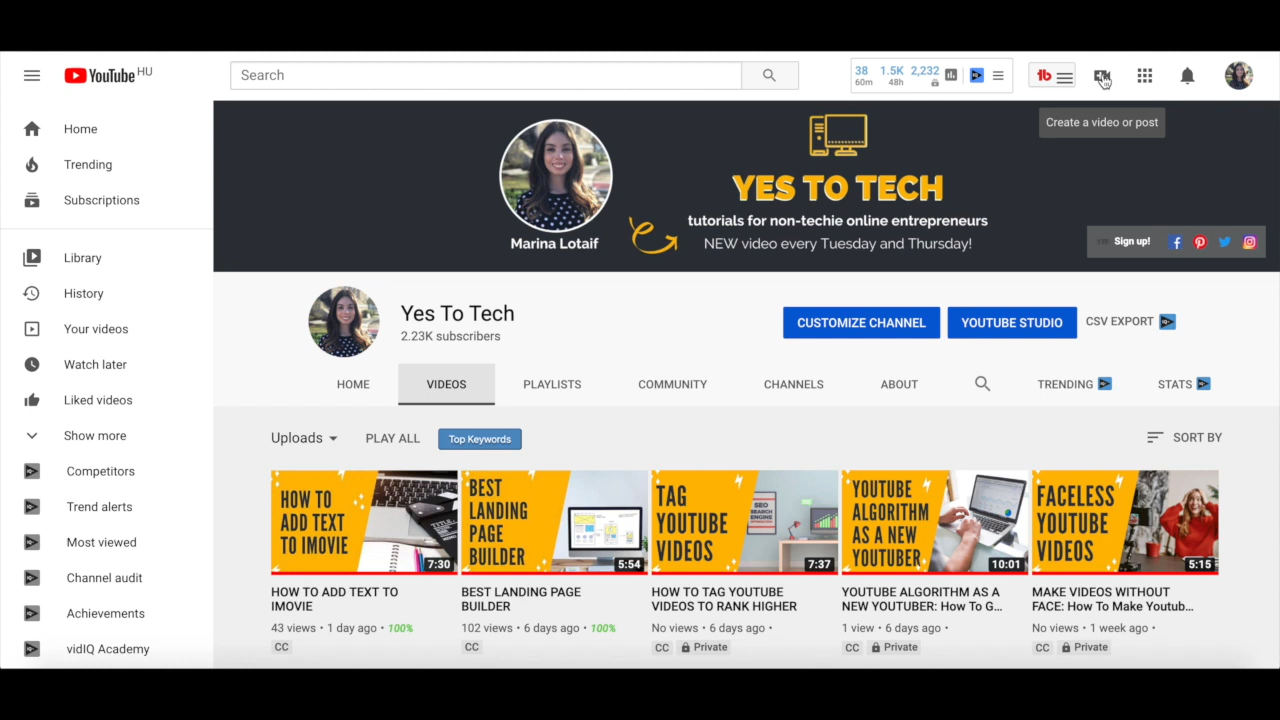 YouTube HU
Search
38 1.5K 2,232
60m 48h
Create a video or post
Home
Trending
Subscriptions
Library
History
Your videos
Watch later
Liked videos
Show more
Competitors
Trend alerts
Most viewed
Channel audit
Achievements
vidIQ Academy
Marina Lotaif
YES TO TECH
tutorials for non-techie online entrepreneurs
NEW video every Tuesday and Thursday!
Sign up!
Yes To Tech
2.23K subscribers
CUSTOMIZE CHANNEL
YOUTUBE STUDIO
CSV EXPORT
HOME VIDEOS PLAYLISTS COMMUNITY CHANNELS ABOUT TRENDING STATS
Uploads PLAY ALL Top Keywords SORT BY
HOW TO
ADD TEXT
TO IMOVIE
7:30
HOW TO ADD TEXT TO
IMOVIE
43 views • 1 day ago • 100%
CC
BEST
LANDING
PAGE
BUILDER
5:54
BEST LANDING PAGE
BUILDER
102 views • 6 days ago • 100%
CC
TAG
YOUTUBE
VIDEOS
SEO
7:37
HOW TO TAG YOUTUBE
VIDEOS TO RANK HIGHER
No views • 6 days ago •
CC Private
YOUTUBE
ALGORITHM
AS A NEW
YOUTUBER
10:01
YOUTUBE ALGORITHM AS A
NEW YOUTUBER: How To G...
1 view • 6 days ago •
CC Private
FACELESS
YOUTUBE
VIDEOS
5:15
MAKE VIDEOS WITHOUT
FACE: How To Make Youtub...
No views • 1 week ago •
CC Private